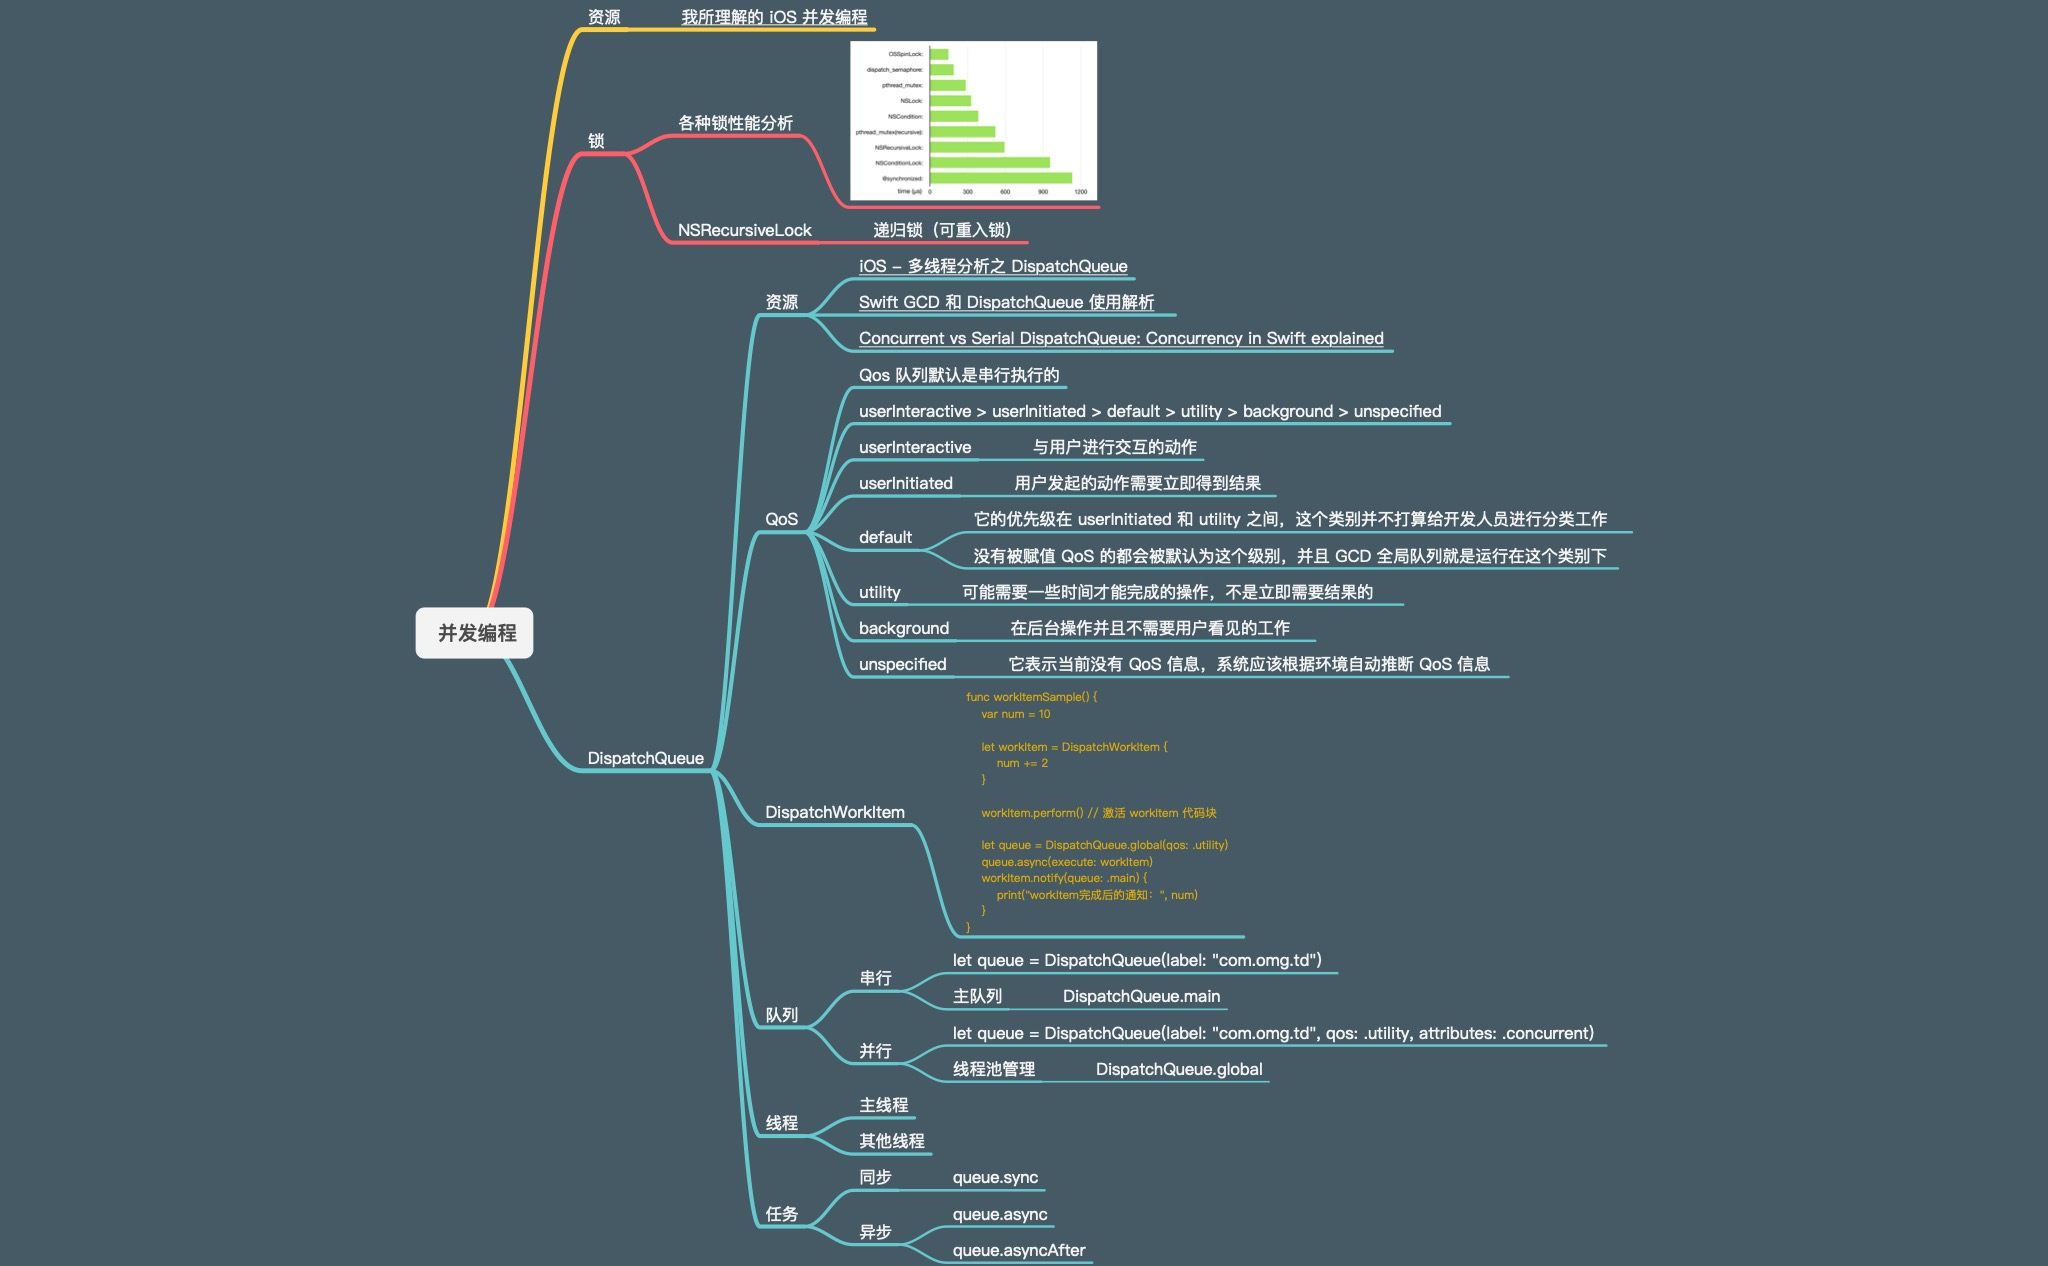 资源
我所理解的 iOS 并发编程
OSSpinLock:
dispatch_semaphore:
pthread_mutex:
NSLock:
NSCondition:
pthread_mutex(recursive):
NSRecursiveLock:
NSConditionLock:
@synchronized:
time (µs)
0 300 600 900 1200
各种锁性能分析
锁
NSRecursiveLock
递归锁（可重入锁）
iOS - 多线程分析之 DispatchQueue
资源
Swift GCD 和 DispatchQueue 使用解析
Concurrent vs Serial DispatchQueue: Concurrency in Swift explained
Qos 队列默认是串行执行的
userInteractive > userInitiated > default > utility > background > unspecified
userInteractive
与用户进行交互的动作
userInitiated
用户发起的动作需要立即得到结果
QoS
default
它的优先级在 userInitiated 和 utility 之间，这个类别并不打算给开发人员进行分类工作
没有被赋值 QoS 的都会被默认为这个级别，并且 GCD 全局队列就是运行在这个类别下
utility
可能需要一些时间才能完成的操作，不是立即需要结果的
background
在后台操作并且不需要用户看见的工作
unspecified
它表示当前没有 QoS 信息，系统应该根据环境自动推断 QoS 信息
并发编程
DispatchQueue
DispatchWorkItem
func workItemSample() {
var num = 10
let workItem = DispatchWorkItem {
num += 2
}
workItem.perform() // 激活 workItem 代码块
let queue = DispatchQueue.global(qos: .utility)
queue.async(execute: workItem)
workItem.notify(queue: .main) {
print("workItem完成后的通知：", num)
}
}
队列
串行
let queue = DispatchQueue(label: "com.omg.td")
主队列
DispatchQueue.main
并行
let queue = DispatchQueue(label: "com.omg.td", qos: .utility, attributes: .concurrent)
线程池管理
DispatchQueue.global
线程
主线程
其他线程
任务
同步
queue.sync
异步
queue.async
queue.asyncAfter